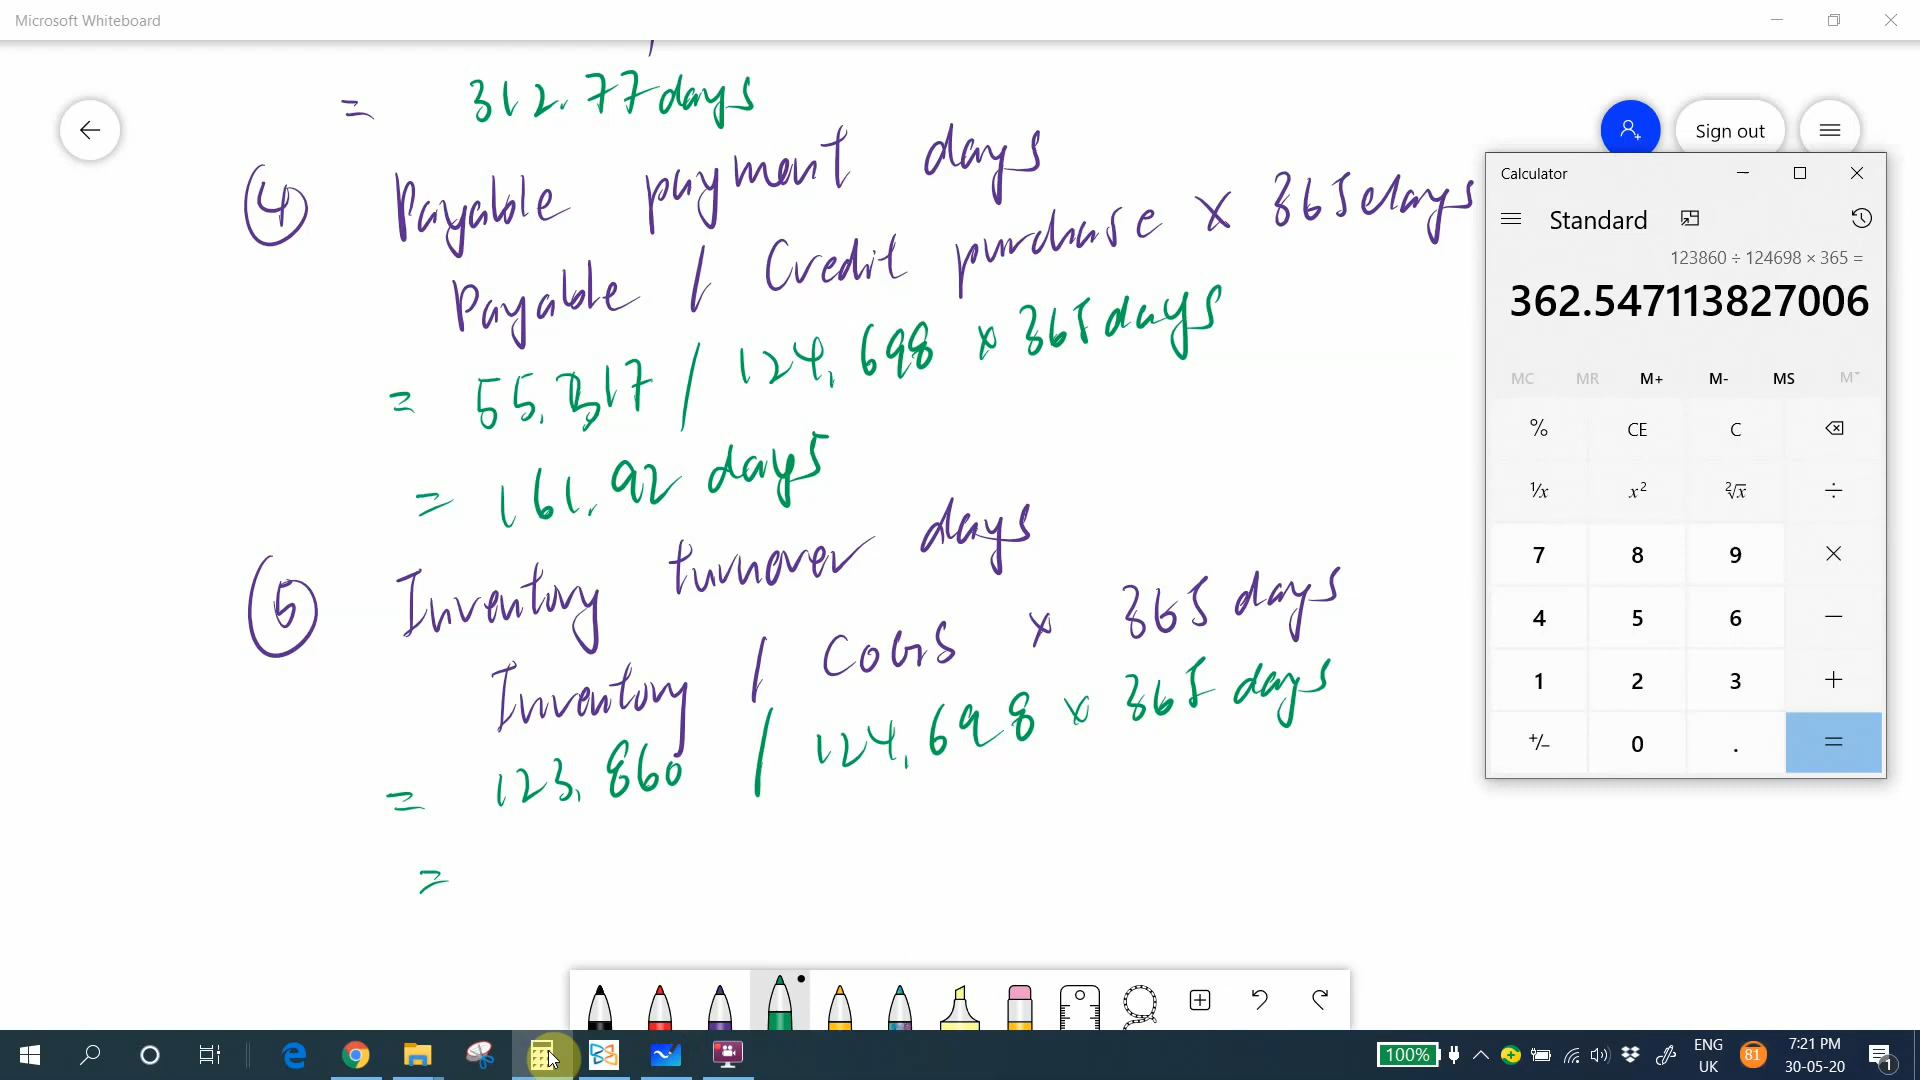 Microsoft Whiteboard
= 312.77 days
④ Payable payment days
Payable / Credit purchase × 365 days
= 55,317 / 124,698 × 365 days
= 161.92 days
⑤ Inventory turnover days
Inventory / COGS × 365 days
= 123,860 / 124,698 × 365 days
=
Sign out
Calculator
Standard
123860 ÷ 124698 × 365 =
362.547113827006
MC MR M+ M- MS M˅
% CE C
¹/x x² ²√x ÷
7 8 9 ×
4 5 6 −
1 2 3 +
+/− 0 . =
100%
ENG
UK
81
7:21 PM
30-05-20
1